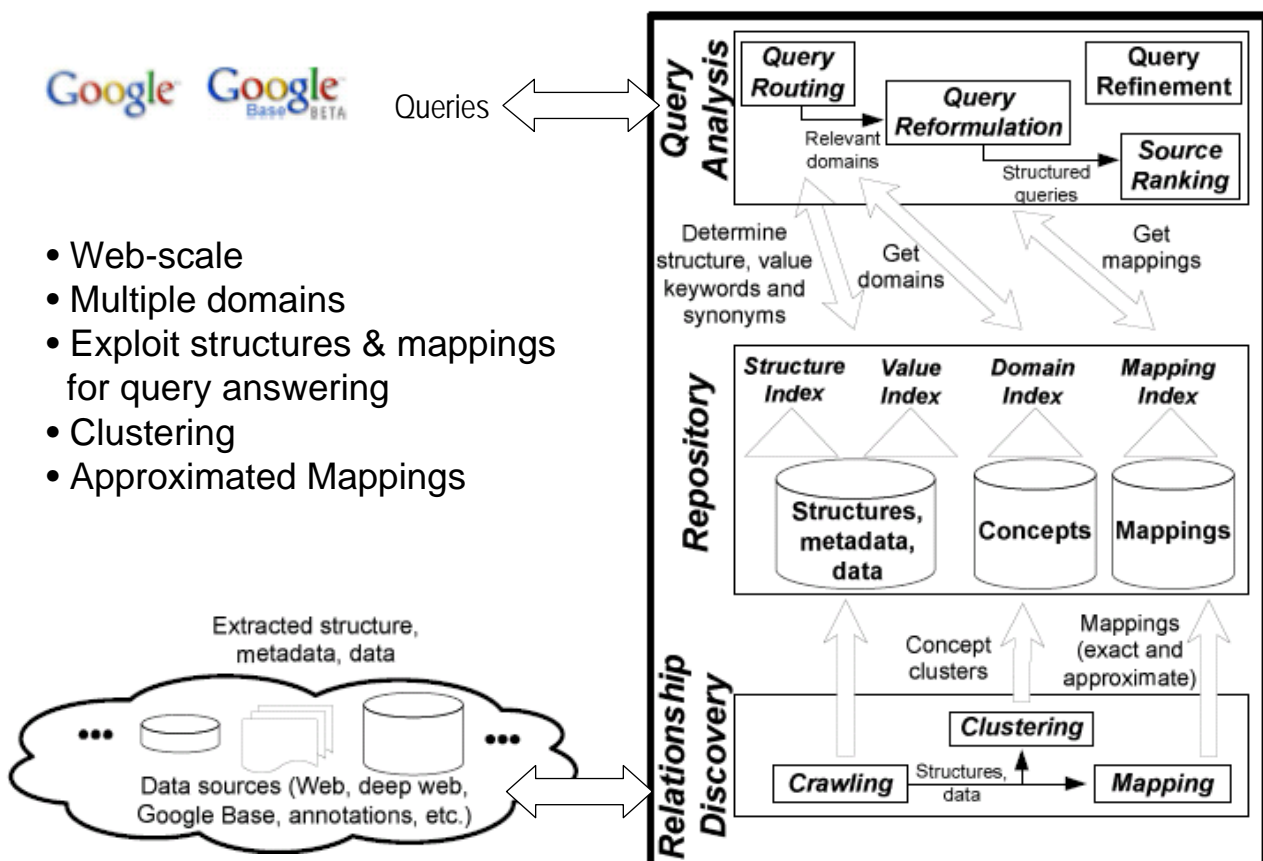 Google
Google
Base BETA
Queries
• Web-scale
• Multiple domains
• Exploit structures & mappings
for query answering
• Clustering
• Approximated Mappings
Extracted structure,
metadata, data
•••
•••
Data sources (Web, deep web,
Google Base, annotations, etc.)
Query
Analysis
Query
Routing
Query
Reformulation
Query
Refinement
Relevant
domains
Structured
queries
Source
Ranking
Determine
structure, value
keywords and
synonyms
Get
domains
Get
mappings
Repository
Structure
Index
Value
Index
Domain
Index
Mapping
Index
Structures,
metadata,
data
Concepts
Mappings
Concept
clusters
Mappings
(exact and
approximate)
Relationship
Discovery
Clustering
Crawling
Structures,
data
Mapping